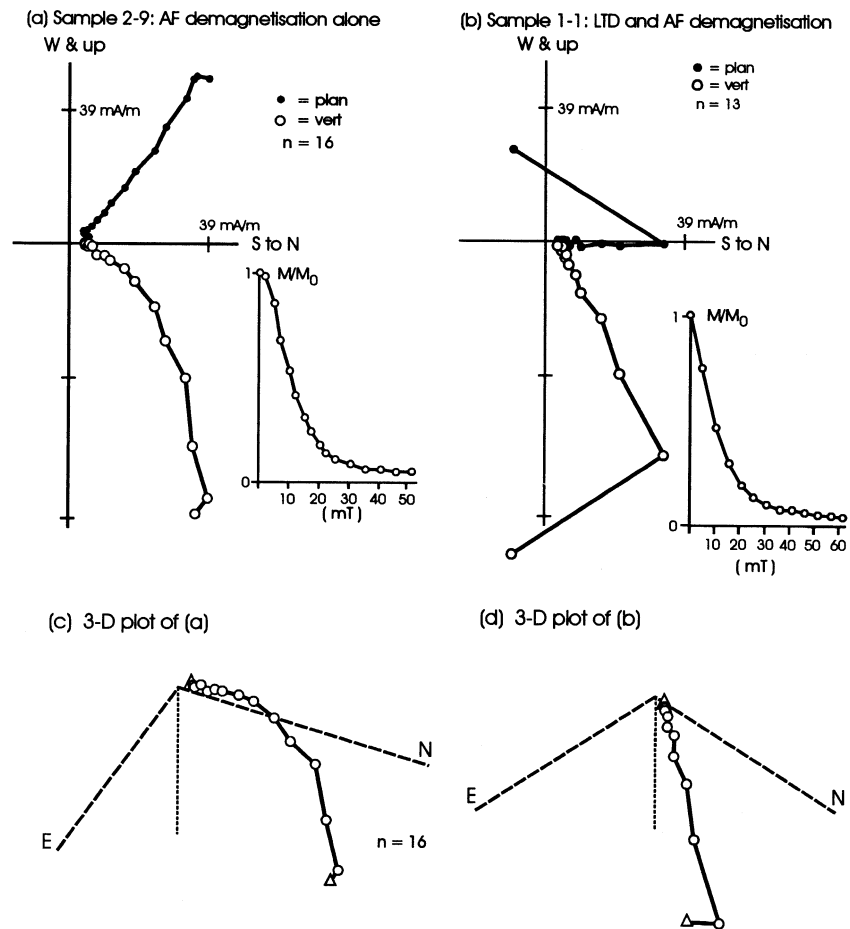 (a) Sample 2-9: AF demagnetisation alone
W & up
39 mA/m
● = plan
○ = vert
n = 16
39 mA/m
S to N
1
M/M0
0
10 20 30 40 50
(mT)
(b) Sample 1-1: LTD and AF demagnetisation
W & up
39 mA/m
● = plan
○ = vert
n = 13
39 mA/m
S to N
1
M/M0
0
10 20 30 40 50 60
(mT)
(c) 3-D plot of (a)
N
E
n = 16
(d) 3-D plot of (b)
E
N